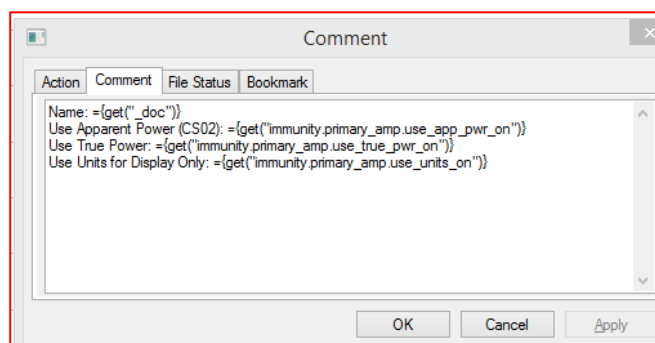 Comment
Action Comment File Status Bookmark
Name: ={get("_doc")}
Use Apparent Power (CS02): ={get("immunity.primary_amp.use_app_pwr_on")}
Use True Power: ={get("immunity.primary_amp.use_true_pwr_on")}
Use Units for Display Only: ={get("immunity.primary_amp.use_units_on")}
OK Cancel Apply